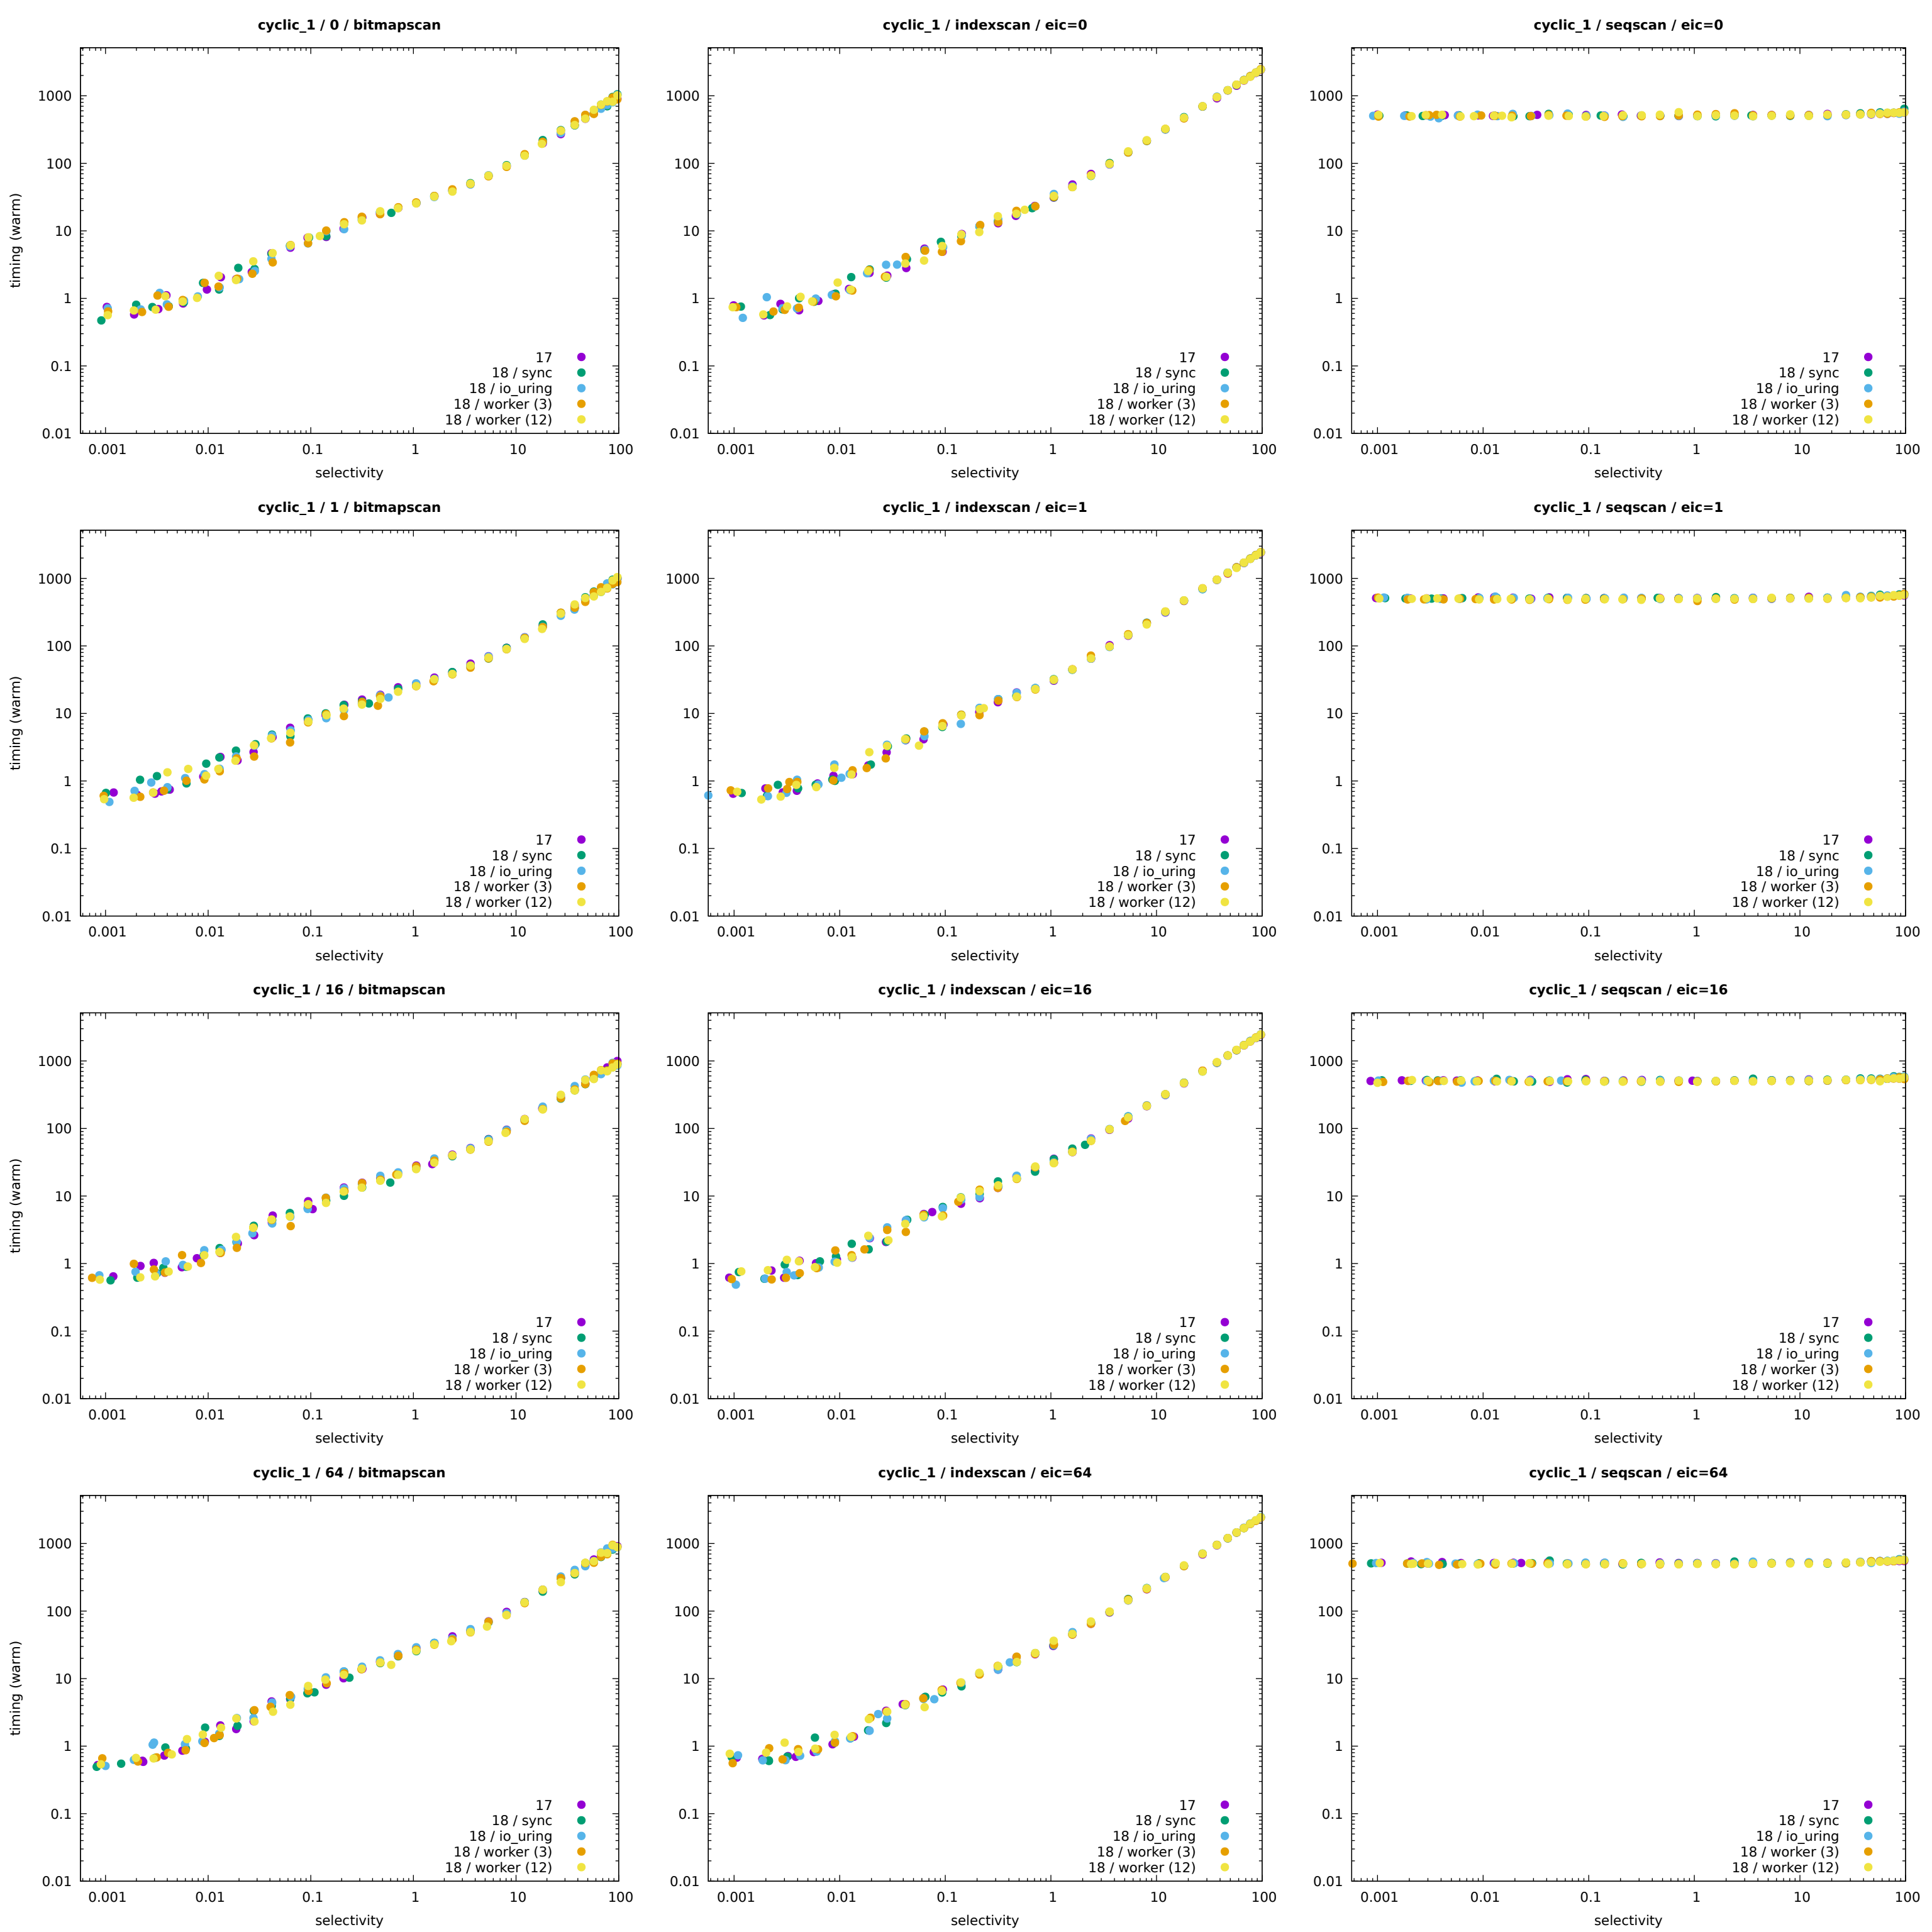 cyclic_1 / 0 / bitmapscan
timing (warm)
1000
100
10
1
0.1
0.01
17
18 / sync
18 / io_uring
18 / worker (3)
18 / worker (12)
0.001 0.01 0.1 1 10 100
selectivity
cyclic_1 / indexscan / eic=0
1000
100
10
1
0.1
0.01
17
18 / sync
18 / io_uring
18 / worker (3)
18 / worker (12)
0.001 0.01 0.1 1 10 100
selectivity
cyclic_1 / seqscan / eic=0
1000
100
10
1
0.1
0.01
17
18 / sync
18 / io_uring
18 / worker (3)
18 / worker (12)
0.001 0.01 0.1 1 10 100
selectivity
cyclic_1 / 1 / bitmapscan
timing (warm)
1000
100
10
1
0.1
0.01
17
18 / sync
18 / io_uring
18 / worker (3)
18 / worker (12)
0.001 0.01 0.1 1 10 100
selectivity
cyclic_1 / indexscan / eic=1
1000
100
10
1
0.1
0.01
17
18 / sync
18 / io_uring
18 / worker (3)
18 / worker (12)
0.001 0.01 0.1 1 10 100
selectivity
cyclic_1 / seqscan / eic=1
1000
100
10
1
0.1
0.01
17
18 / sync
18 / io_uring
18 / worker (3)
18 / worker (12)
0.001 0.01 0.1 1 10 100
selectivity
cyclic_1 / 16 / bitmapscan
timing (warm)
1000
100
10
1
0.1
0.01
17
18 / sync
18 / io_uring
18 / worker (3)
18 / worker (12)
0.001 0.01 0.1 1 10 100
selectivity
cyclic_1 / indexscan / eic=16
1000
100
10
1
0.1
0.01
17
18 / sync
18 / io_uring
18 / worker (3)
18 / worker (12)
0.001 0.01 0.1 1 10 100
selectivity
cyclic_1 / seqscan / eic=16
1000
100
10
1
0.1
0.01
17
18 / sync
18 / io_uring
18 / worker (3)
18 / worker (12)
0.001 0.01 0.1 1 10 100
selectivity
cyclic_1 / 64 / bitmapscan
timing (warm)
1000
100
10
1
0.1
0.01
17
18 / sync
18 / io_uring
18 / worker (3)
18 / worker (12)
0.001 0.01 0.1 1 10 100
selectivity
cyclic_1 / indexscan / eic=64
1000
100
10
1
0.1
0.01
17
18 / sync
18 / io_uring
18 / worker (3)
18 / worker (12)
0.001 0.01 0.1 1 10 100
selectivity
cyclic_1 / seqscan / eic=64
1000
100
10
1
0.1
0.01
17
18 / sync
18 / io_uring
18 / worker (3)
18 / worker (12)
0.001 0.01 0.1 1 10 100
selectivity